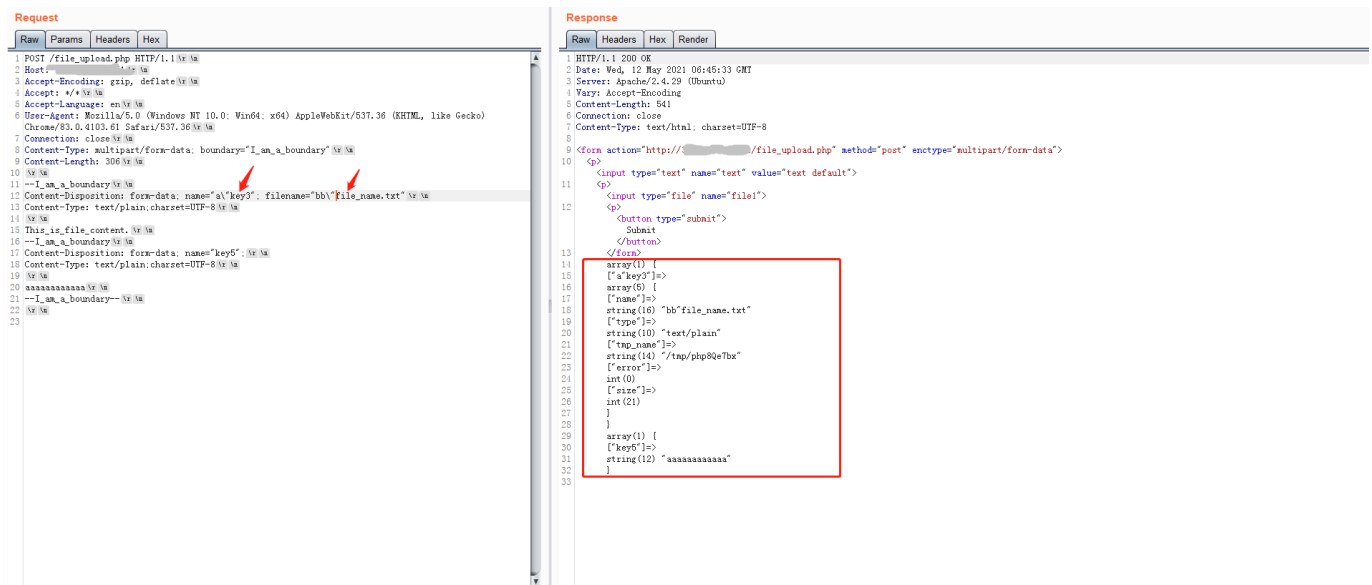 Request
Raw Params Headers Hex
1 POST /file_upload.php HTTP/1.1 \r \n
2 Host: \r \n
3 Accept-Encoding: gzip, deflate \r \n
4 Accept: */* \r \n
5 Accept-Language: en \r \n
6 User-Agent: Mozilla/5.0 (Windows NT 10.0; Win64; x64) AppleWebKit/537.36 (KHTML, like Gecko)
Chrome/83.0.4103.61 Safari/537.36 \r \n
7 Connection: close \r \n
8 Content-Type: multipart/form-data; boundary="I_am_a_boundary" \r \n
9 Content-Length: 306 \r \n
10 \r \n
11 --I_am_a_boundary \r \n
12 Content-Disposition: form-data; name="a\"key3"; filename="bb\"file_name.txt" \r \n
13 Content-Type: text/plain;charset=UTF-8 \r \n
14 \r \n
15 This_is_file_content. \r \n
16 --I_am_a_boundary \r \n
17 Content-Disposition: form-data; name="key5"; \r \n
18 Content-Type: text/plain;charset=UTF-8 \r \n
19 \r \n
20 aaaaaaaaaaaa \r \n
21 --I_am_a_boundary-- \r \n
22 \r \n
23
Response
Raw Headers Hex Render
1 HTTP/1.1 200 OK
2 Date: Wed, 12 May 2021 06:45:33 GMT
3 Server: Apache/2.4.29 (Ubuntu)
4 Vary: Accept-Encoding
5 Content-Length: 541
6 Connection: close
7 Content-Type: text/html; charset=UTF-8
8
9 <form action="http:// /file_upload.php" method="post" enctype="multipart/form-data">
10 <p>
<input type="text" name="text" value="text default">
11 <p>
<input type="file" name="file1">
12 <p>
<button type="submit">
Submit
</button>
13 </form>
14 array(1) {
15 ["a"key3"]=>
16 array(5) {
17 ["name"]=>
18 string(16) "bb"file_name.txt"
19 ["type"]=>
20 string(10) "text/plain"
21 ["tmp_name"]=>
22 string(14) "/tmp/php8Qe7bx"
23 ["error"]=>
24 int(0)
25 ["size"]=>
26 int(21)
27 }
28 }
29 array(1) {
30 ["key5"]=>
31 string(12) "aaaaaaaaaaaa"
32 }
33